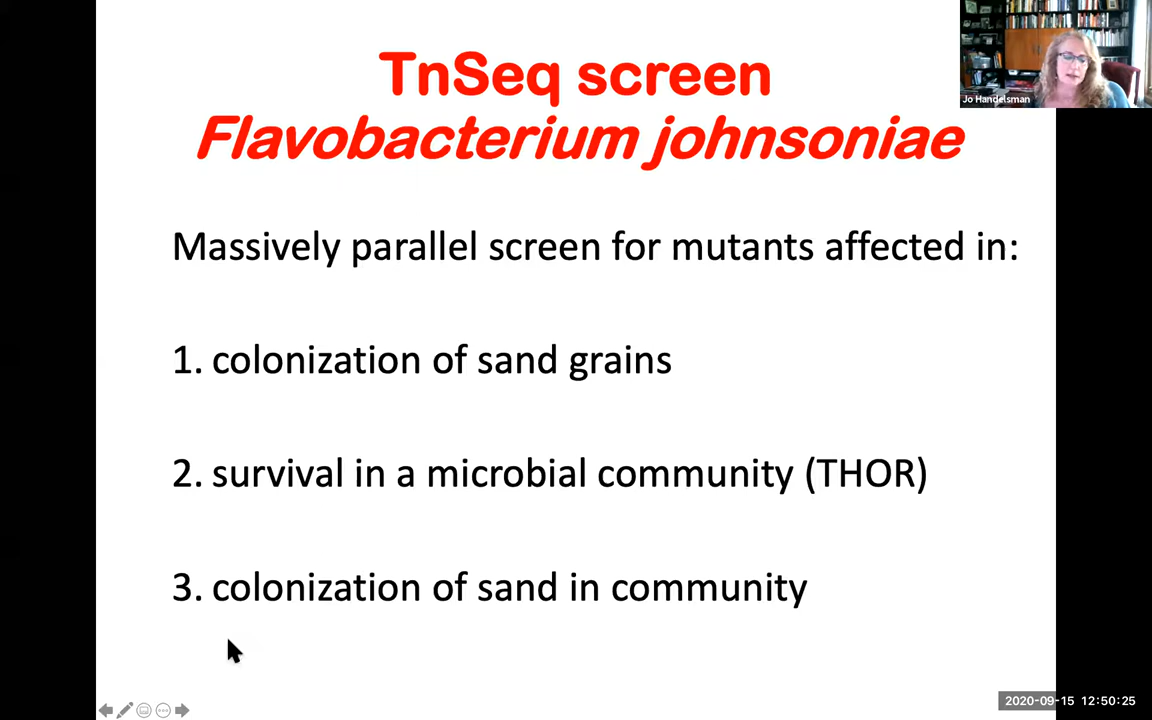 TnSeq screen
Flavobacterium johnsoniae
Jo Handelsman
Massively parallel screen for mutants affected in:
1. colonization of sand grains
2. survival in a microbial community (THOR)
3. colonization of sand in community
2020-09-15 12:50:25